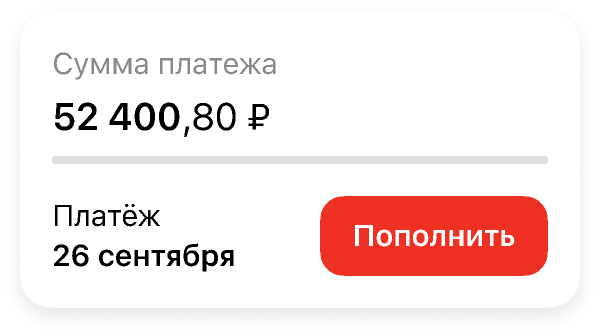 Сумма платежа
52 400,80 ₽
Платёж
26 сентября
Пополнить